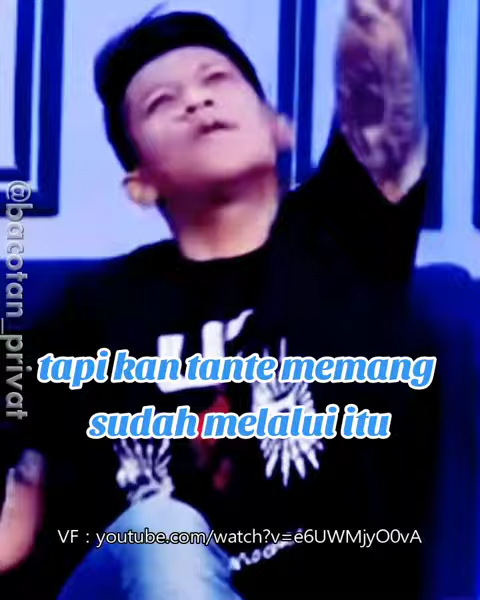 @bacotan_privat
tapi kan tante memang
sudah melalui itu
VF : youtube.com/watch?v=e6UWMjyO0vA